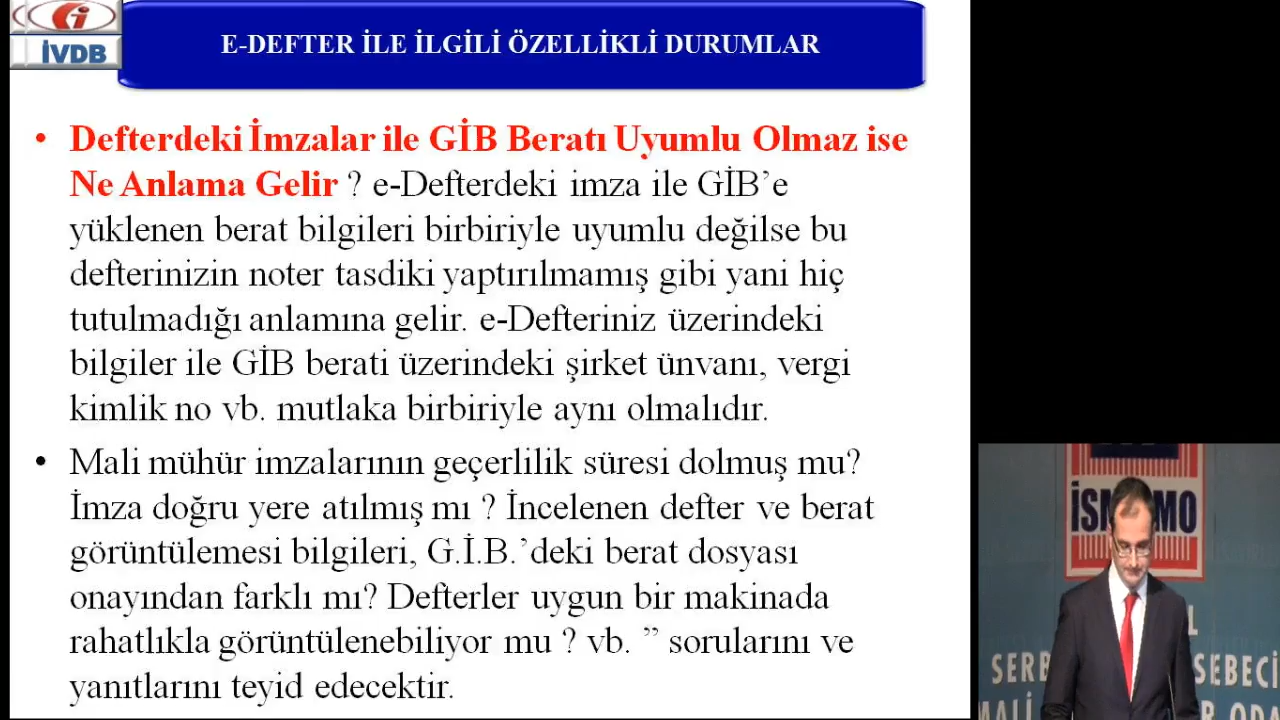 İVDB
E-DEFTER İLE İLGİLİ ÖZELLİKLİ DURUMLAR
• Defterdeki İmzalar ile GİB Beratı Uyumlu Olmaz ise
Ne Anlama Gelir ? e-Defterdeki imza ile GİB’e
yüklenen berat bilgileri birbiriyle uyumlu değilse bu
defterinizin noter tasdiki yaptırılmamış gibi yani hiç
tutulmadığı anlamına gelir. e-Defteriniz üzerindeki
bilgiler ile GİB berati üzerindeki şirket ünvanı, vergi
kimlik no vb. mutlaka birbiriyle aynı olmalıdır.
• Mali mühür imzalarının geçerlilik süresi dolmuş mu?
İmza doğru yere atılmış mı ? İncelenen defter ve berat
görüntülemesi bilgileri, G.İ.B.’deki berat dosyası
onayından farklı mı? Defterler uygun bir makinada
rahatlıkla görüntülenebiliyor mu ? vb. ” sorularını ve
yanıtlarını teyid edecektir.